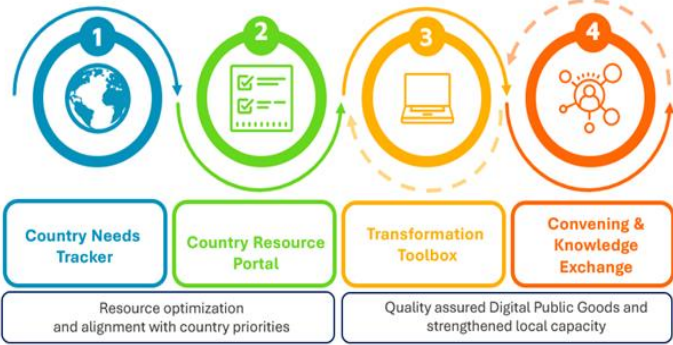 1
2
3
4
Country Needs
Tracker
Country Resource
Portal
Transformation
Toolbox
Convening &
Knowledge
Exchange
Resource optimization
and alignment with country priorities
Quality assured Digital Public Goods and
strengthened local capacity